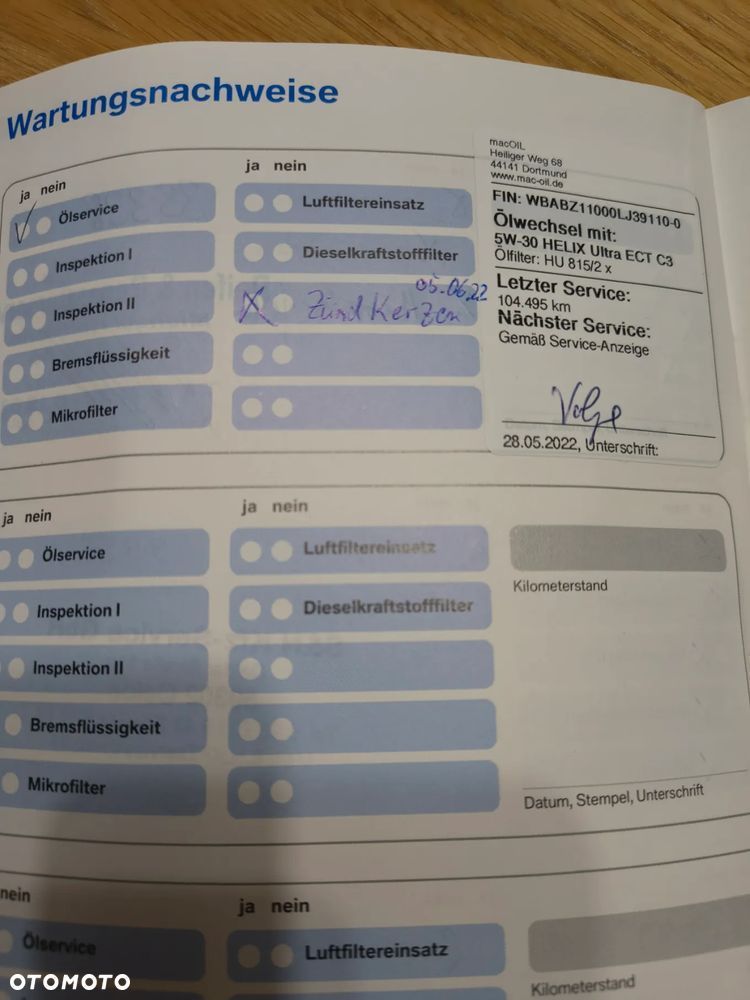 Wartungsnachweise
ja nein
Ölservice
Inspektion I
Inspektion II
Bremsflüssigkeit
Mikrofilter
ja nein
Luftfiltereinsatz
Dieselkraftstofffilter
05.06.22
Zündkerzen
macOIL
Heiliger Weg 68
44141 Dortmund
www.mac-oil.de
FIN: WBABZ11000LJ39110-0
Ölwechsel mit:
5W-30 HELIX Ultra ECT C3
Ölfilter: HU 815/2 x
Letzter Service:
104.495 km
Nächster Service:
Gemäß Service-Anzeige
28.05.2022, Unterschrift:
ja nein
Ölservice
Inspektion I
Inspektion II
Bremsflüssigkeit
Mikrofilter
ja nein
Luftfiltereinsatz
Dieselkraftstofffilter
Kilometerstand
Datum, Stempel, Unterschrift
nein
Ölservice
ja nein
Luftfiltereinsatz
Kilometerstand
OTOMOTO